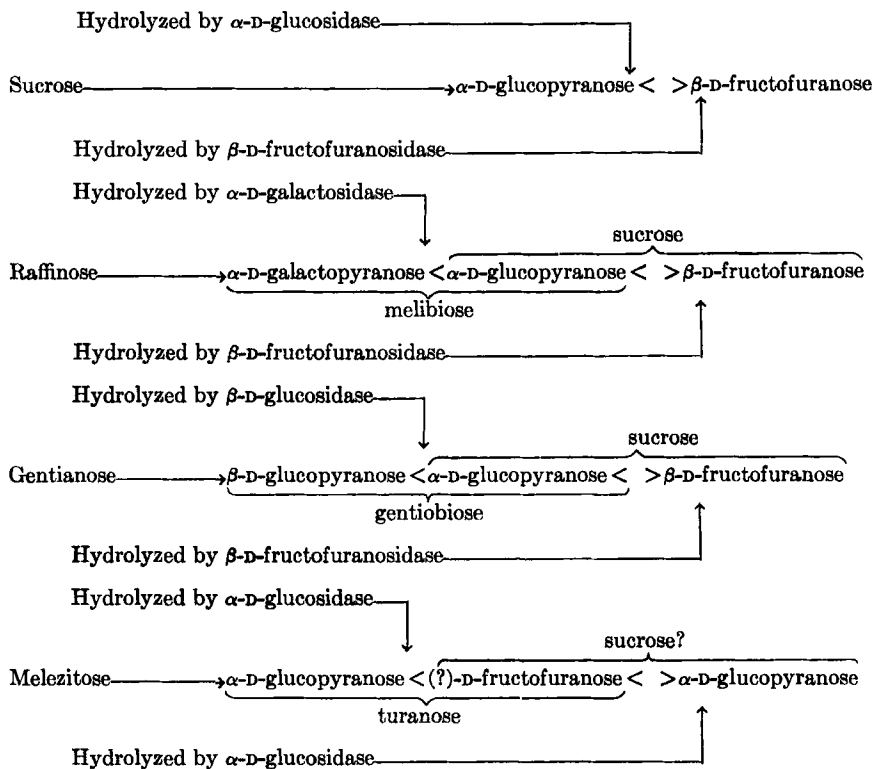 Hydrolyzed by α-D-glucosidase
Sucrose → α-D-glucopyranose < > β-D-fructofuranose
Hydrolyzed by β-D-fructofuranosidase
Hydrolyzed by α-D-galactosidase
sucrose
Raffinose → α-D-galactopyranose < α-D-glucopyranose < > β-D-fructofuranose
melibiose
Hydrolyzed by β-D-fructofuranosidase
Hydrolyzed by β-D-glucosidase
sucrose
Gentianose → β-D-glucopyranose < α-D-glucopyranose < > β-D-fructofuranose
gentiobiose
Hydrolyzed by β-D-fructofuranosidase
Hydrolyzed by α-D-glucosidase
sucrose?
Melezitose → α-D-glucopyranose < (?)-D-fructofuranose < > α-D-glucopyranose
turanose
Hydrolyzed by α-D-glucosidase